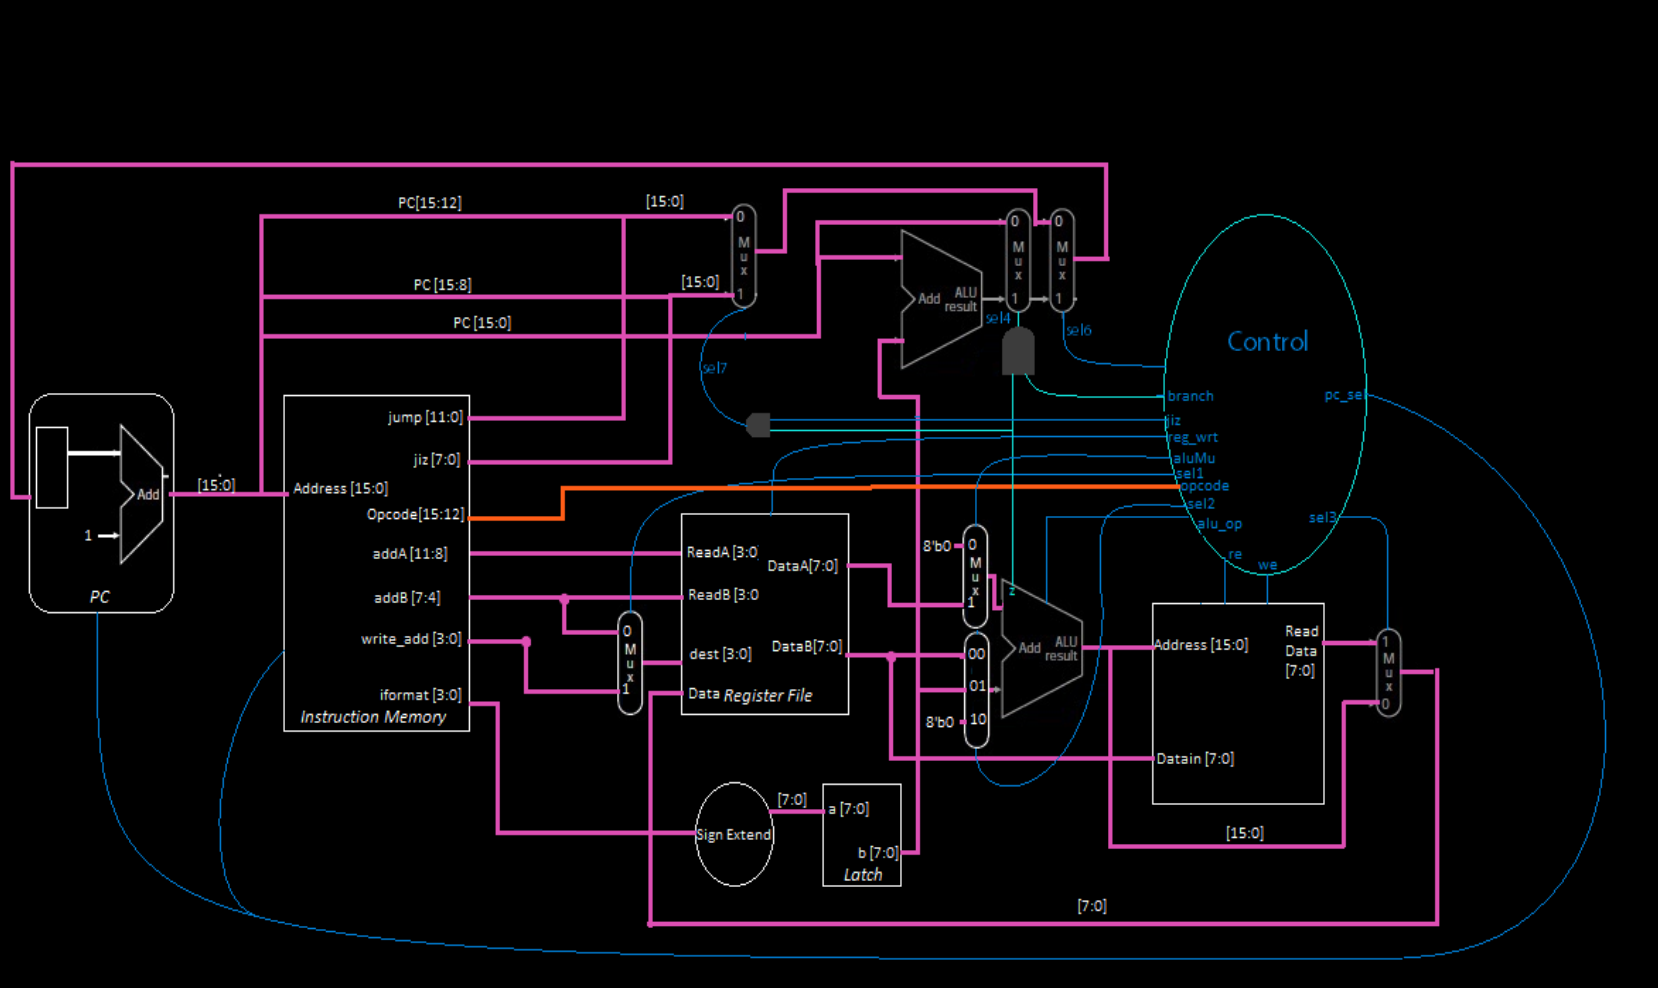 PC[15:12]
[15:0]
0
Mux
1
PC [15:8]
[15:0]
PC [15:0]
sel7
0
Mux
1
0
Mux
1
Add
ALU
result
sel4
sel6
Control
branch
jiz
reg_wrt
aluMu
sel1
opcode
sel2
alu_op
re
we
sel3
pc_sel
Add
1
PC
[15:0]
jump [11:0]
jiz [7:0]
Address [15:0]
Opcode[15:12]
addA [11:8]
addB [7:4]
write_add [3:0]
iformat [3:0]
Instruction Memory
0
Mux
1
ReadA [3:0
DataA[7:0]
ReadB [3:0
DataB[7:0]
dest [3:0]
Data Register File
8'b0
0
Mux
1
00
01
10
8'b0
z
Add
ALU
result
Address [15:0]
Read
Data
[7:0]
Datain [7:0]
1
Mux
0
[15:0]
Sign Extend
[7:0]
a [7:0]
b [7:0]
Latch
[7:0]